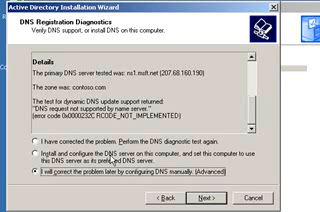 Active Directory Installation Wizard
DNS Registration Diagnostics
Verify DNS support, or install DNS on this computer.
Details
The primary DNS server tested was: ns1.msft.net (207.68.160.190)
The zone was: contoso.com
The test for dynamic DNS update support returned:
"DNS request not supported by name server."
(error code 0x0000232C RCODE_NOT_IMPLEMENTED)
I have corrected the problem. Perform the DNS diagnostic test again.
Install and configure the DNS server on this computer, and set this computer to use
this DNS server as its preferred DNS server.
I will correct the problem later by configuring DNS manually. (Advanced)
< Back
Next >
Cancel